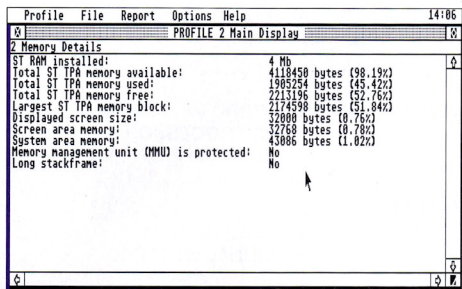 Profile File Report Options Help 14:06
PROFILE 2 Main Display
2 Memory Details
ST RAM installed: 4 Mb
Total ST TPA memory available: 4118450 bytes (98.19%)
Total ST TPA memory used: 1905254 bytes (45.42%)
Total ST TPA memory free: 2213196 bytes (52.76%)
Largest ST TPA memory block: 2174598 bytes (51.84%)
Displayed screen size: 32000 bytes (0.76%)
Screen area memory: 32768 bytes (0.78%)
System area memory: 43086 bytes (1.02%)
Memory management unit (MMU) is protected: No
Long stackframe: No